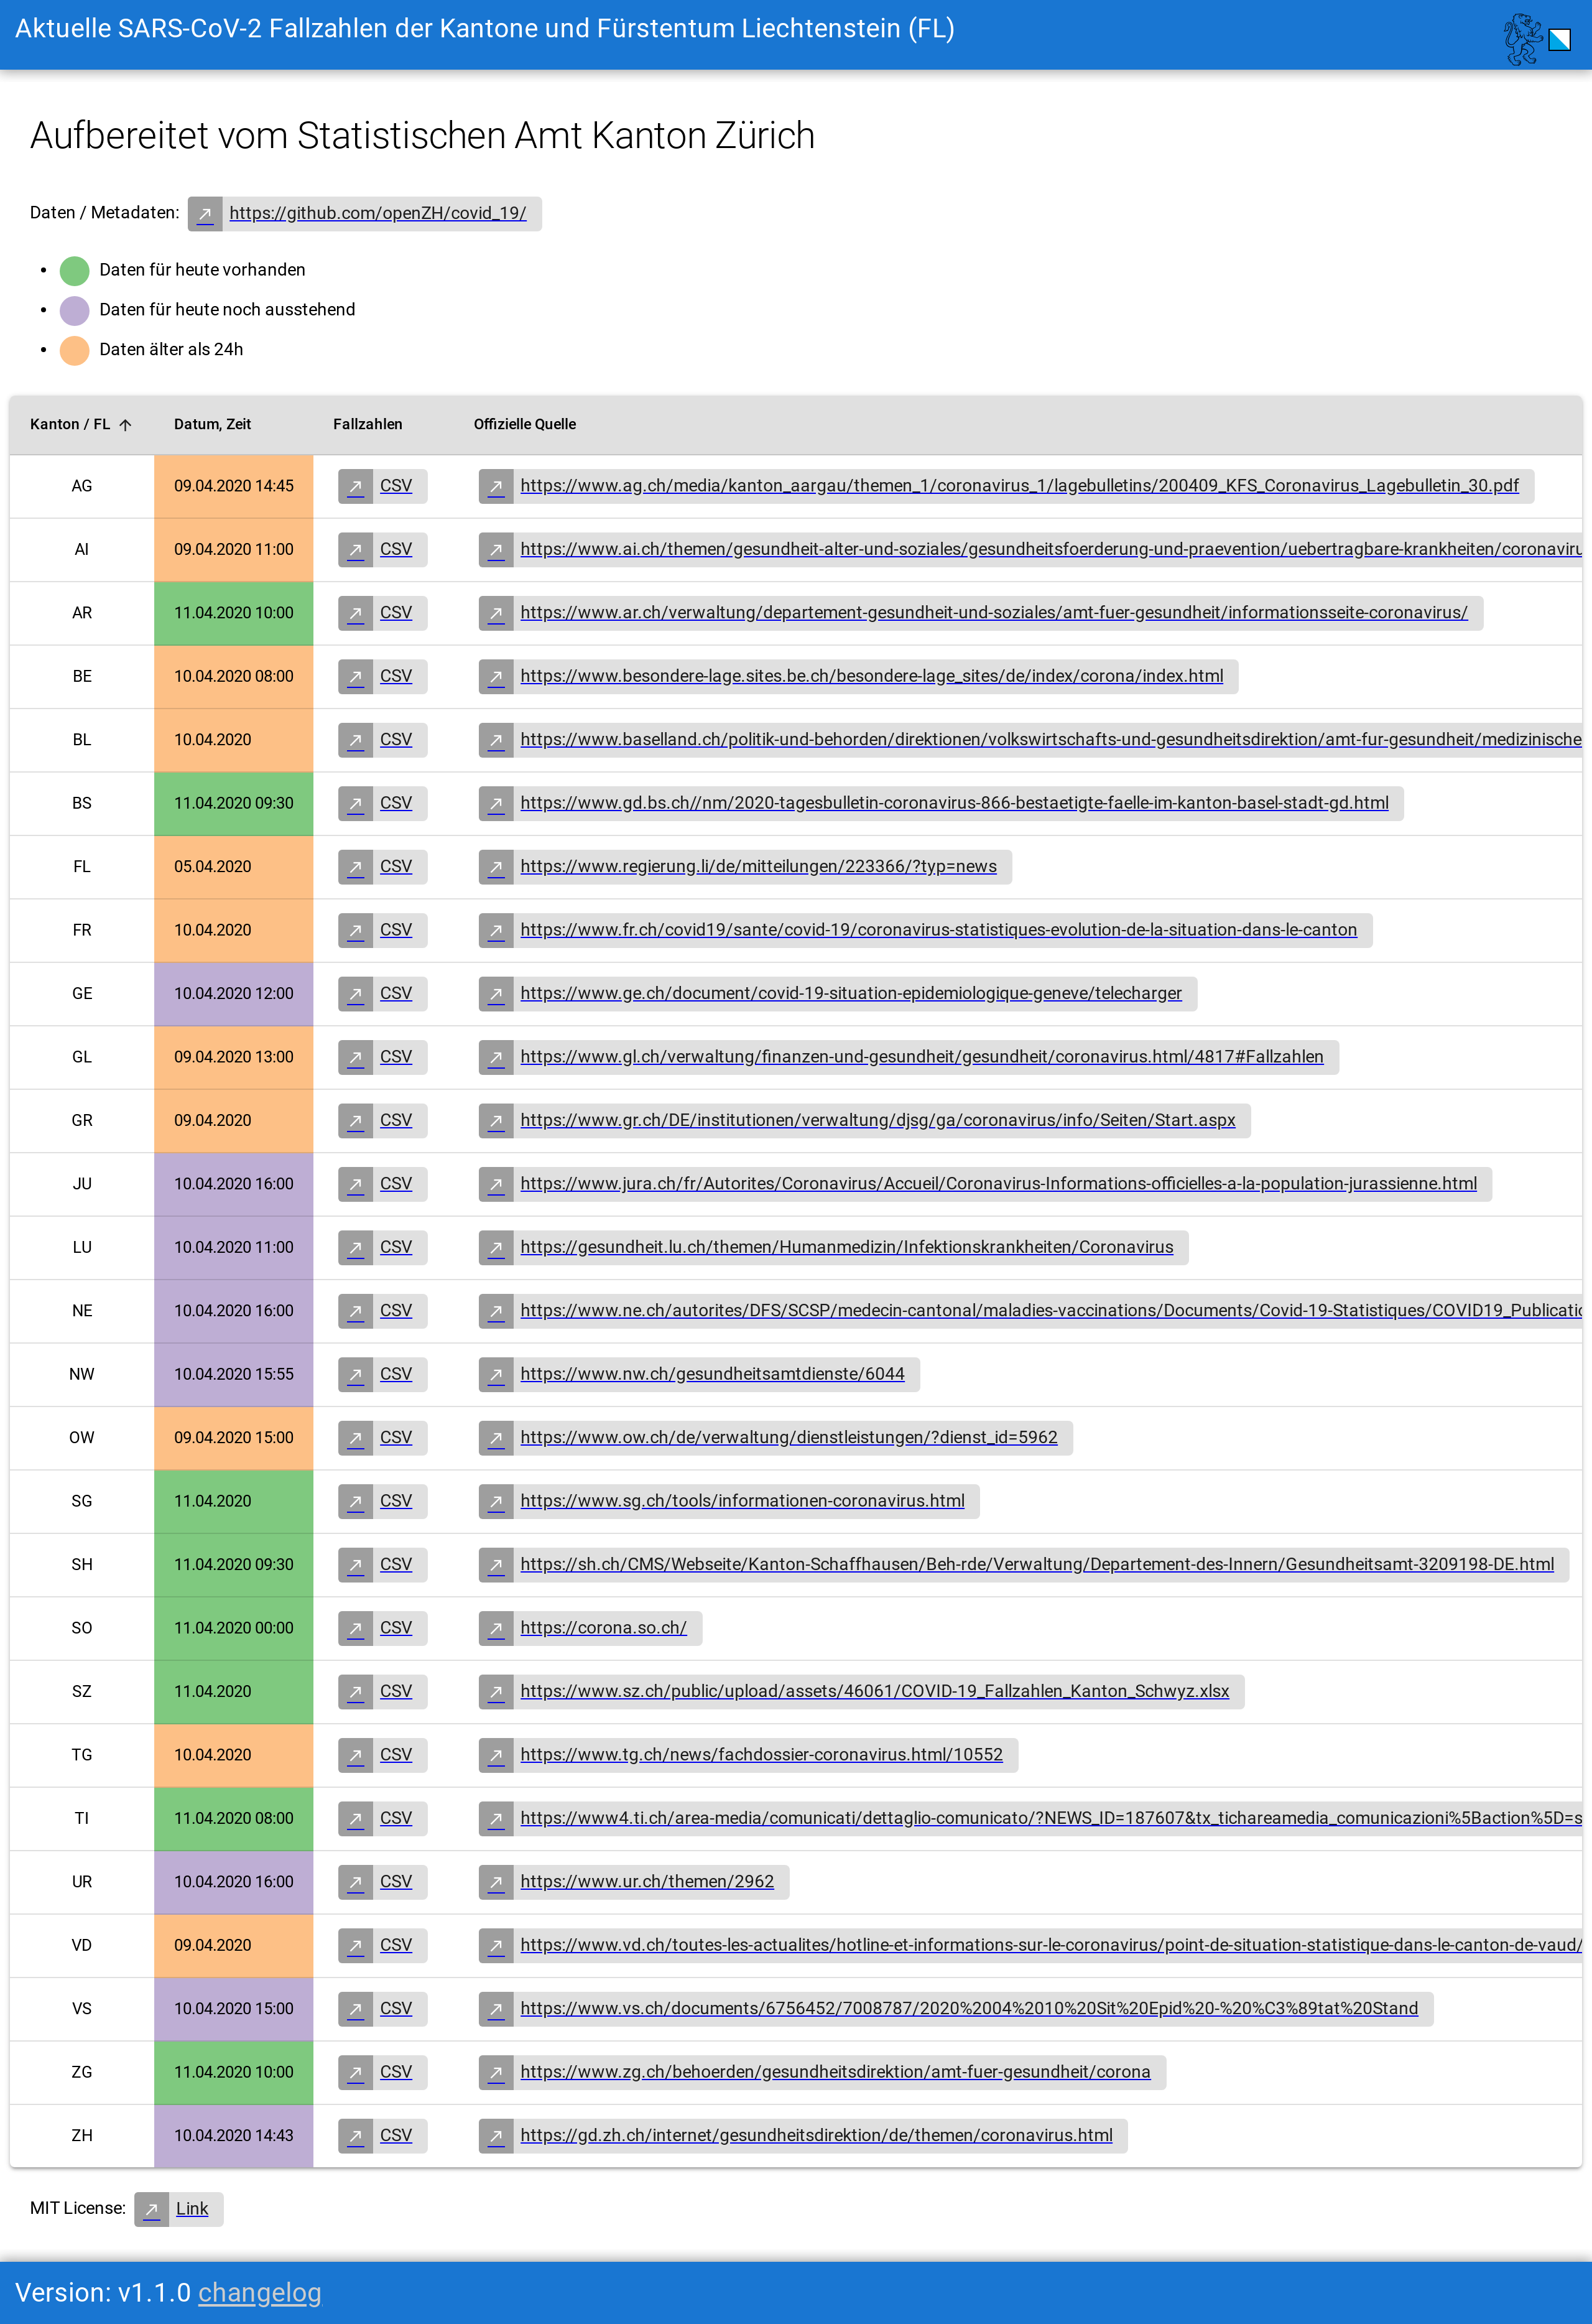 Aktuelle SARS-CoV-2 Fallzahlen der Kantone und Fürstentum Liechtenstein (FL)
Aufbereitet vom Statistischen Amt Kanton Zürich
Daten / Metadaten: https://github.com/openZH/covid_19/
Daten für heute vorhanden
Daten für heute noch ausstehend
Daten älter als 24h
Kanton / FL Datum, Zeit Fallzahlen Offizielle Quelle
AG 09.04.2020 14:45 CSV https://www.ag.ch/media/kanton_aargau/themen_1/coronavirus_1/lagebulletins/200409_KFS_Coronavirus_Lagebulletin_30.pdf
AI 09.04.2020 11:00 CSV https://www.ai.ch/themen/gesundheit-alter-und-soziales/gesundheitsfoerderung-und-praevention/uebertragbare-krankheiten/coronaviru
AR 11.04.2020 10:00 CSV https://www.ar.ch/verwaltung/departement-gesundheit-und-soziales/amt-fuer-gesundheit/informationsseite-coronavirus/
BE 10.04.2020 08:00 CSV https://www.besondere-lage.sites.be.ch/besondere-lage_sites/de/index/corona/index.html
BL 10.04.2020 CSV https://www.baselland.ch/politik-und-behorden/direktionen/volkswirtschafts-und-gesundheitsdirektion/amt-fur-gesundheit/medizinische
BS 11.04.2020 09:30 CSV https://www.gd.bs.ch//nm/2020-tagesbulletin-coronavirus-866-bestaetigte-faelle-im-kanton-basel-stadt-gd.html
FL 05.04.2020 CSV https://www.regierung.li/de/mitteilungen/223366/?typ=news
FR 10.04.2020 CSV https://www.fr.ch/covid19/sante/covid-19/coronavirus-statistiques-evolution-de-la-situation-dans-le-canton
GE 10.04.2020 12:00 CSV https://www.ge.ch/document/covid-19-situation-epidemiologique-geneve/telecharger
GL 09.04.2020 13:00 CSV https://www.gl.ch/verwaltung/finanzen-und-gesundheit/gesundheit/coronavirus.html/4817#Fallzahlen
GR 09.04.2020 CSV https://www.gr.ch/DE/institutionen/verwaltung/djsg/ga/coronavirus/info/Seiten/Start.aspx
JU 10.04.2020 16:00 CSV https://www.jura.ch/fr/Autorites/Coronavirus/Accueil/Coronavirus-Informations-officielles-a-la-population-jurassienne.html
LU 10.04.2020 11:00 CSV https://gesundheit.lu.ch/themen/Humanmedizin/Infektionskrankheiten/Coronavirus
NE 10.04.2020 16:00 CSV https://www.ne.ch/autorites/DFS/SCSP/medecin-cantonal/maladies-vaccinations/Documents/Covid-19-Statistiques/COVID19_Publicatio
NW 10.04.2020 15:55 CSV https://www.nw.ch/gesundheitsamtdienste/6044
OW 09.04.2020 15:00 CSV https://www.ow.ch/de/verwaltung/dienstleistungen/?dienst_id=5962
SG 11.04.2020 CSV https://www.sg.ch/tools/informationen-coronavirus.html
SH 11.04.2020 09:30 CSV https://sh.ch/CMS/Webseite/Kanton-Schaffhausen/Beh-rde/Verwaltung/Departement-des-Innern/Gesundheitsamt-3209198-DE.html
SO 11.04.2020 00:00 CSV https://corona.so.ch/
SZ 11.04.2020 CSV https://www.sz.ch/public/upload/assets/46061/COVID-19_Fallzahlen_Kanton_Schwyz.xlsx
TG 10.04.2020 CSV https://www.tg.ch/news/fachdossier-coronavirus.html/10552
TI 11.04.2020 08:00 CSV https://www4.ti.ch/area-media/comunicati/dettaglio-comunicato/?NEWS_ID=187607&tx_tichareamedia_comunicazioni%5Baction%5D=s
UR 10.04.2020 16:00 CSV https://www.ur.ch/themen/2962
VD 09.04.2020 CSV https://www.vd.ch/toutes-les-actualites/hotline-et-informations-sur-le-coronavirus/point-de-situation-statistique-dans-le-canton-de-vaud/
VS 10.04.2020 15:00 CSV https://www.vs.ch/documents/6756452/7008787/2020%2004%2010%20Sit%20Epid%20-%20%C3%89tat%20Stand
ZG 11.04.2020 10:00 CSV https://www.zg.ch/behoerden/gesundheitsdirektion/amt-fuer-gesundheit/corona
ZH 10.04.2020 14:43 CSV https://gd.zh.ch/internet/gesundheitsdirektion/de/themen/coronavirus.html
MIT License: Link
Version: v1.1.0 changelog